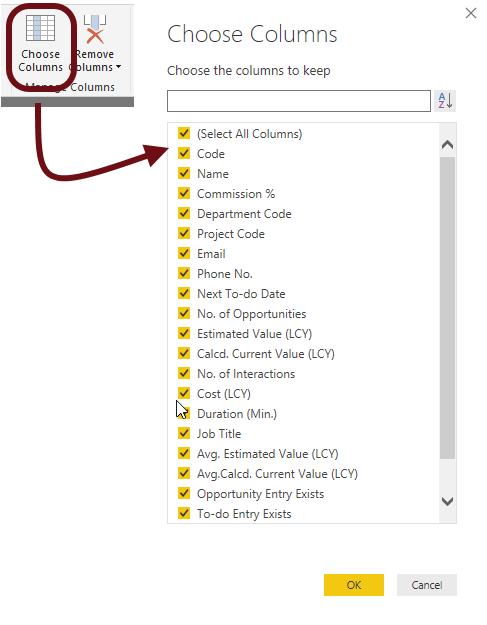 Choose
Columns
Remove
Columns
Manage Columns
Choose Columns
Choose the columns to keep
A
Z
(Select All Columns)
Code
Name
Commission %
Department Code
Project Code
Email
Phone No.
Next To-do Date
No. of Opportunities
Estimated Value (LCY)
Calcd. Current Value (LCY)
No. of Interactions
Cost (LCY)
Duration (Min.)
Job Title
Avg. Estimated Value (LCY)
Avg.Calcd. Current Value (LCY)
Opportunity Entry Exists
To-do Entry Exists
OK
Cancel